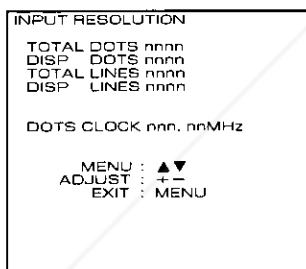 INPUT RESOLUTION
TOTAL DOTS nnnn
DISP DOTS nnnn
TOTAL LINES nnnn
DISP LINES nnnn
DOTS CLOCK nnn. nnMHz
MENU : ▲▼
ADJUST : + −
EXIT : MENU